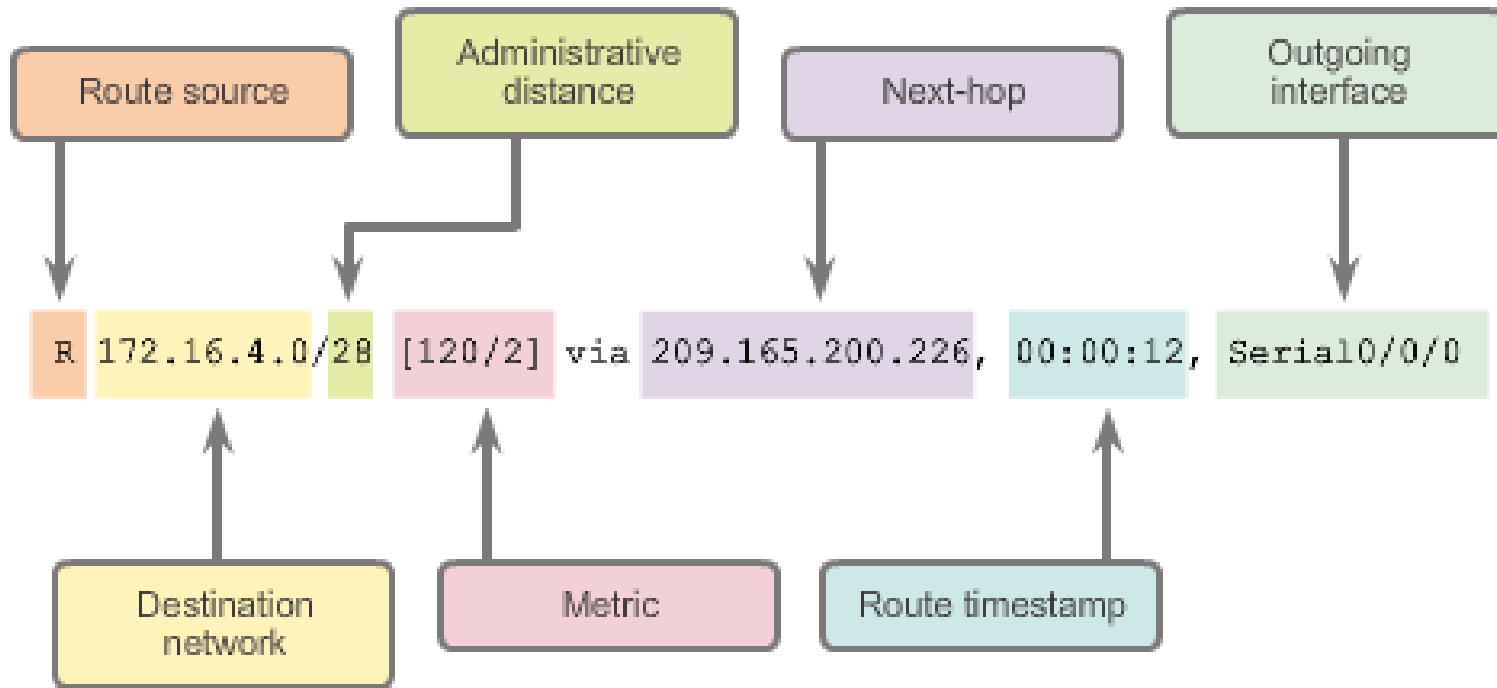 Route source
Administrative
distance
Next-hop
Outgoing
interface
R 172.16.4.0/28 [120/2] via 209.165.200.226, 00:00:12, Serial0/0/0
Destination
network
Metric
Route timestamp